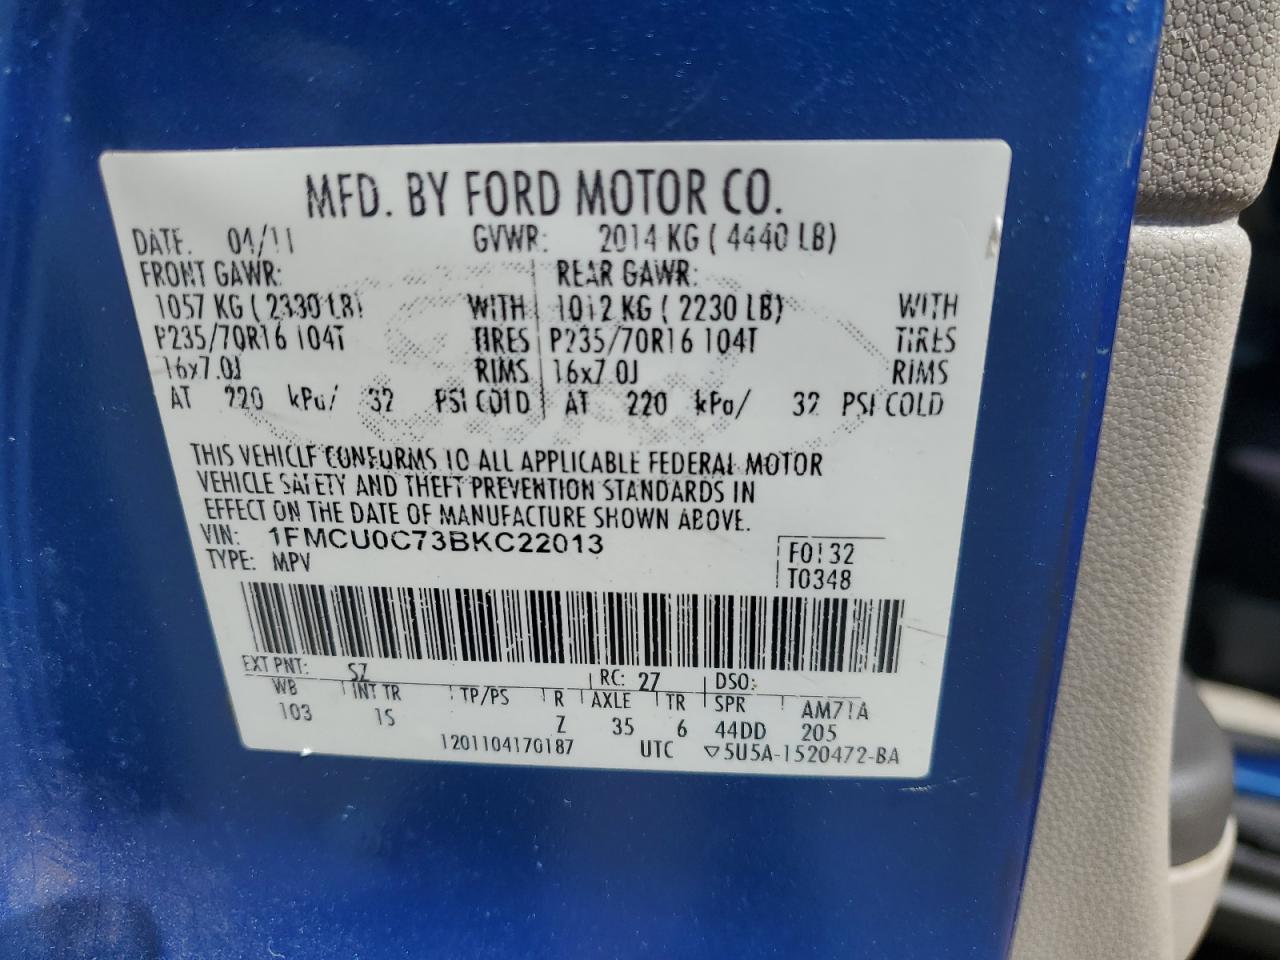 MFD. BY FORD MOTOR CO.
DATE. 04/11 GVWR: 2014 KG ( 4440 LB)
FRONT GAWR: REAR GAWR:
1057 KG ( 2330 LB) WITH 1012 KG ( 2230 LB) WITH
P235/70R16 104T TIRES P235/70R16 104T TIRES
16x7.0J RIMS 16x7.0J RIMS
AT 220 kPa/ 32 PSI COLD AT 220 kPa/ 32 PSI COLD
THIS VEHICLE CONFORMS TO ALL APPLICABLE FEDERAL MOTOR
VEHICLE SAFETY AND THEFT PREVENTION STANDARDS IN
EFFECT ON THE DATE OF MANUFACTURE SHOWN ABOVE.
VIN: 1FMCU0C73BKC22013
TYPE: MPV
F0132
T0348
EXT PNT: SZ RC: 27 DSO:
WB INT TR TP/PS R AXLE TR SPR AM71A
103 1S Z 35 6 44DD 205
1201104170187 UTC ▽5U5A-1520472-BA